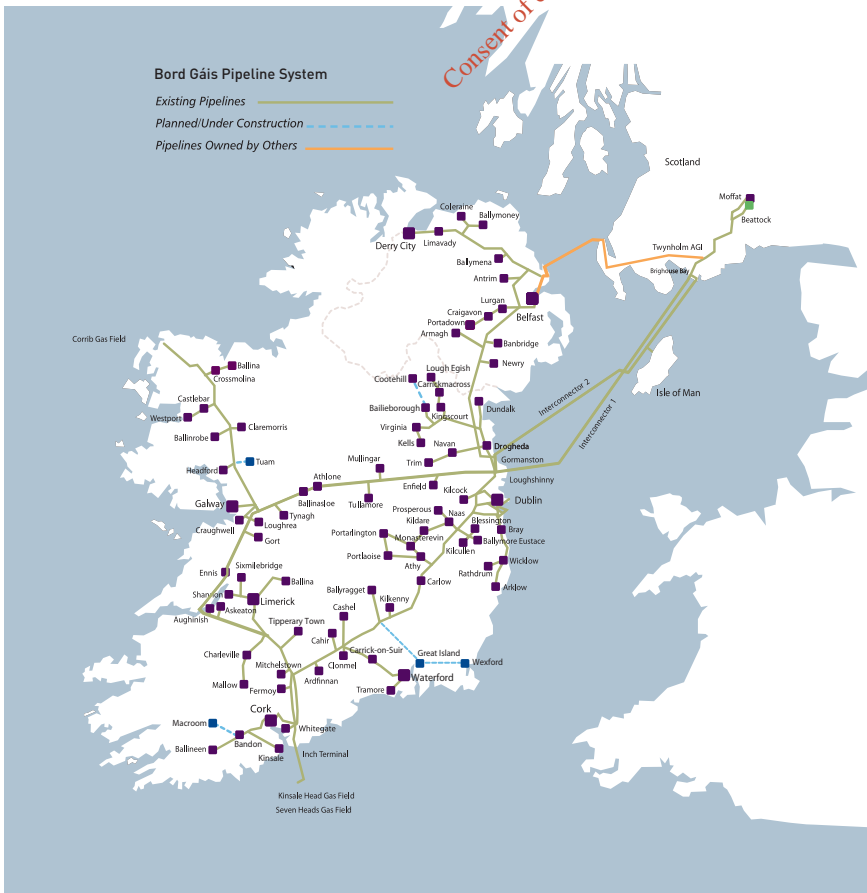 Consent of
Bord Gáis Pipeline System
Existing Pipelines
Planned/Under Construction
Pipelines Owned by Others
Scotland
Moffat
Beattock
Coleraine
Ballymoney
Derry City
Limavady
Twynholm AGI
Ballymena
Brighouse Bay
Antrim
Lurgan
Belfast
Craigavon
Portadown
Armagh
Corrib Gas Field
Banbridge
Ballina
Newry
Crossmolina
Lough Egish
Cootehill
Carrickmacross
Isle of Man
Castlebar
Interconnector 2
Westport
Bailieborough
Kingscourt
Dundalk
Interconnector 1
Claremorris
Virginia
Ballinrobe
Kells
Navan
Drogheda
Mullingar
Trim
Gormanston
Headford
Tuam
Athlone
Loughshinny
Enfield
Kilcock
Galway
Ballinasloe
Tullamore
Dublin
Prosperous
Naas
Tynagh
Craughwell
Loughrea
Kildare
Blessington
Portarlington
Monasterevin
Bray
Gort
Ballymore Eustace
Kilcullen
Portlaoise
Athy
Wicklow
Ennis
Sixmilebridge
Rathdrum
Ballina
Carlow
Arklow
Shannon
Limerick
Ballyragget
Kilkenny
Askeaton
Cashel
Aughinish
Tipperary Town
Cahir
Carrick-on-Suir
Great Island
Charleville
Clonmel
Wexford
Mitchelstown
Ardfinnan
Waterford
Mallow
Fermoy
Tramore
Cork
Macroom
Whitegate
Bandon
Ballineen
Kinsale
Inch Terminal
Kinsale Head Gas Field
Seven Heads Gas Field